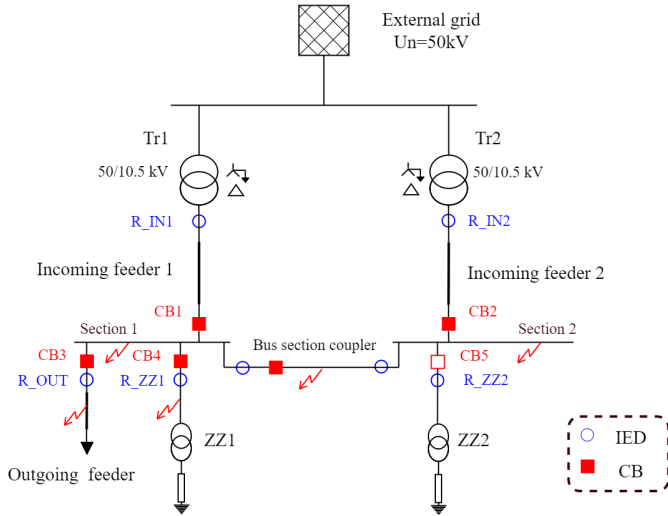 External grid
Un=50kV
Tr1
Tr2
50/10.5 kV
50/10.5 kV
R_IN1
R_IN2
Incoming feeder 1
Incoming feeder 2
CB1
CB2
Section 1
Bus section coupler
Section 2
CB3
CB4
CB5
R_OUT
R_ZZ1
R_ZZ2
ZZ1
ZZ2
IED
CB
Outgoing feeder